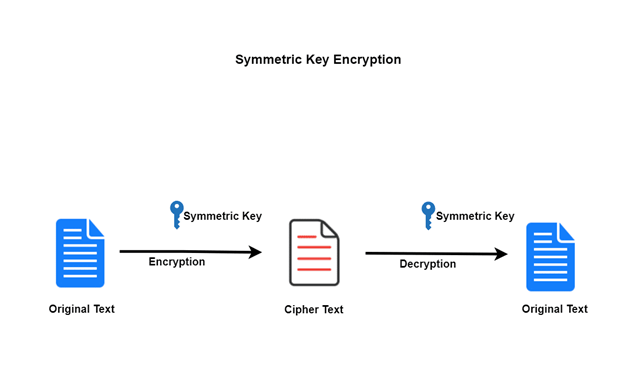 Symmetric Key Encryption
Symmetric Key
Symmetric Key
Encryption
Decryption
Original Text
Cipher Text
Original Text